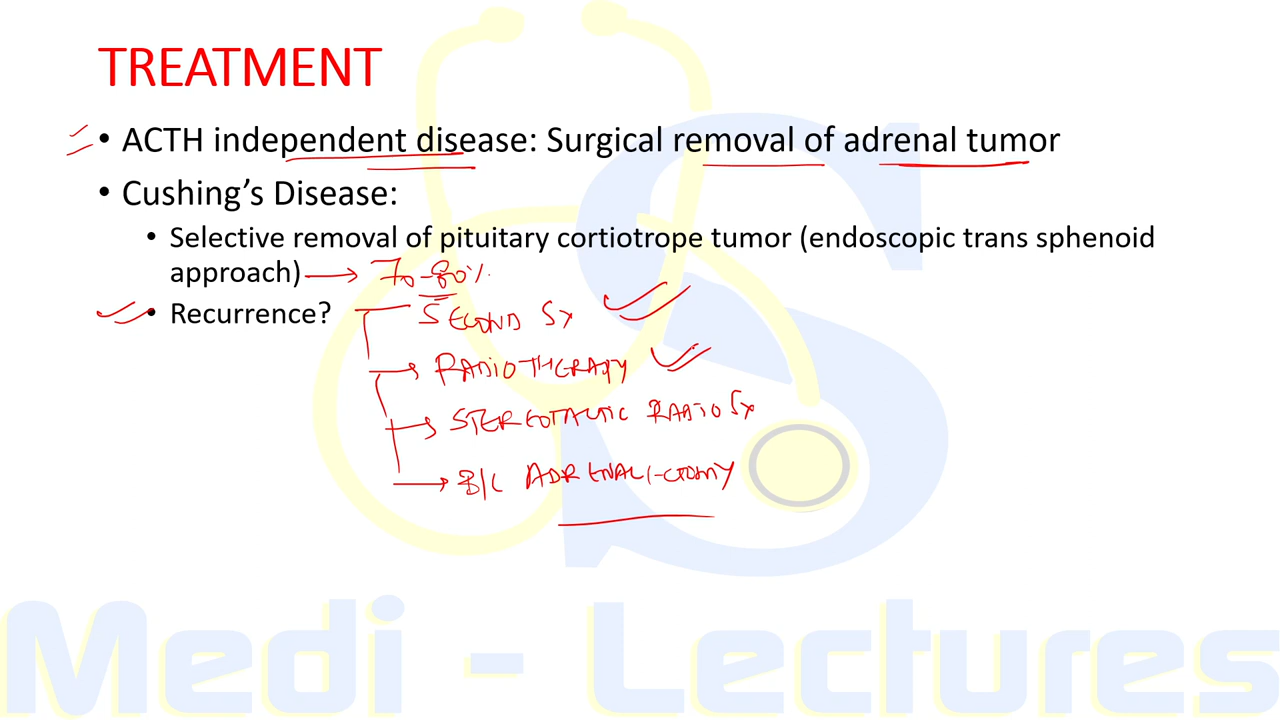 TREATMENT
• ACTH independent disease: Surgical removal of adrenal tumor
• Cushing's Disease:
• Selective removal of pituitary cortiotrope tumor (endoscopic trans sphenoid
approach) → 70-80%
• Recurrence? SECOND Sx
RADIOTHERAPY
STEREOTACTIC RADIO Sx
B/L ADRENALECTOMY
Medi - Lectures